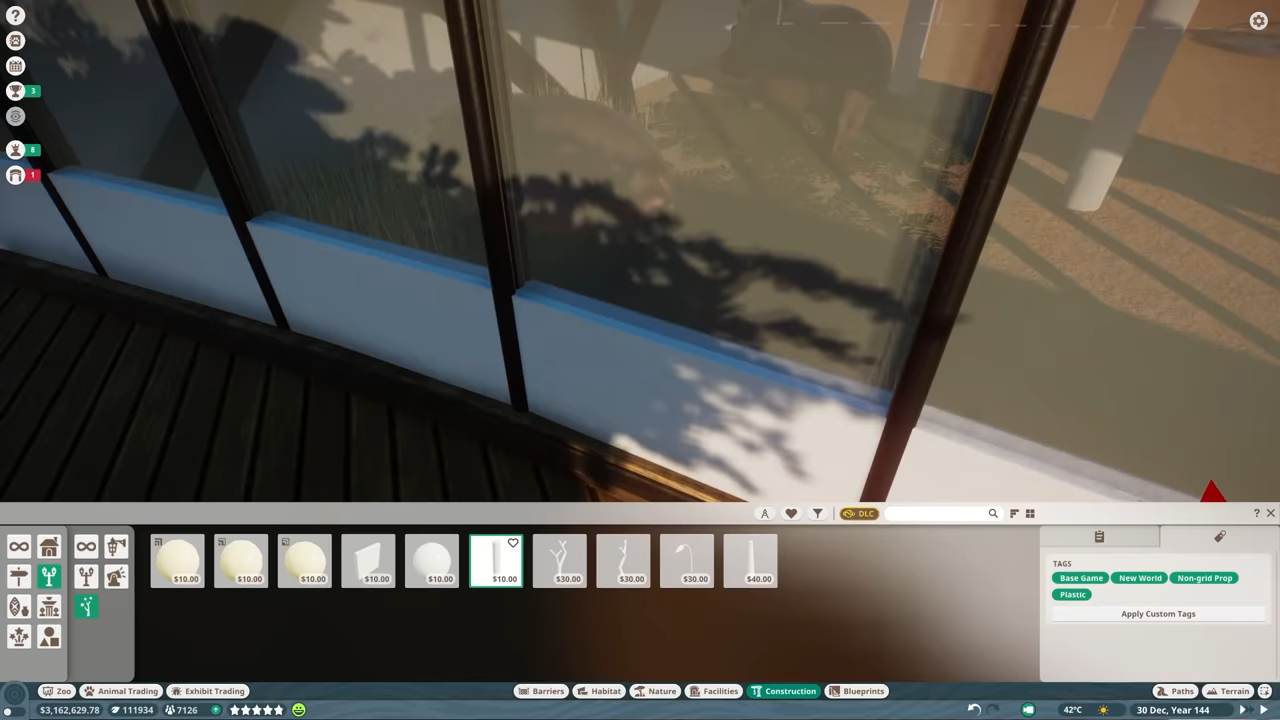 ?
3
8
1
DLC
?
$10.00 $10.00 $10.00 $10.00 $10.00 $10.00 $30.00 $30.00 $30.00 $40.00
TAGS
Base Game New World Non-grid Prop
Plastic
Apply Custom Tags
Zoo Animal Trading Exhibit Trading Barriers Habitat Nature Facilities Construction Blueprints Paths Terrain
$3,162,629.78 111934 7126 42°C 30 Dec, Year 144